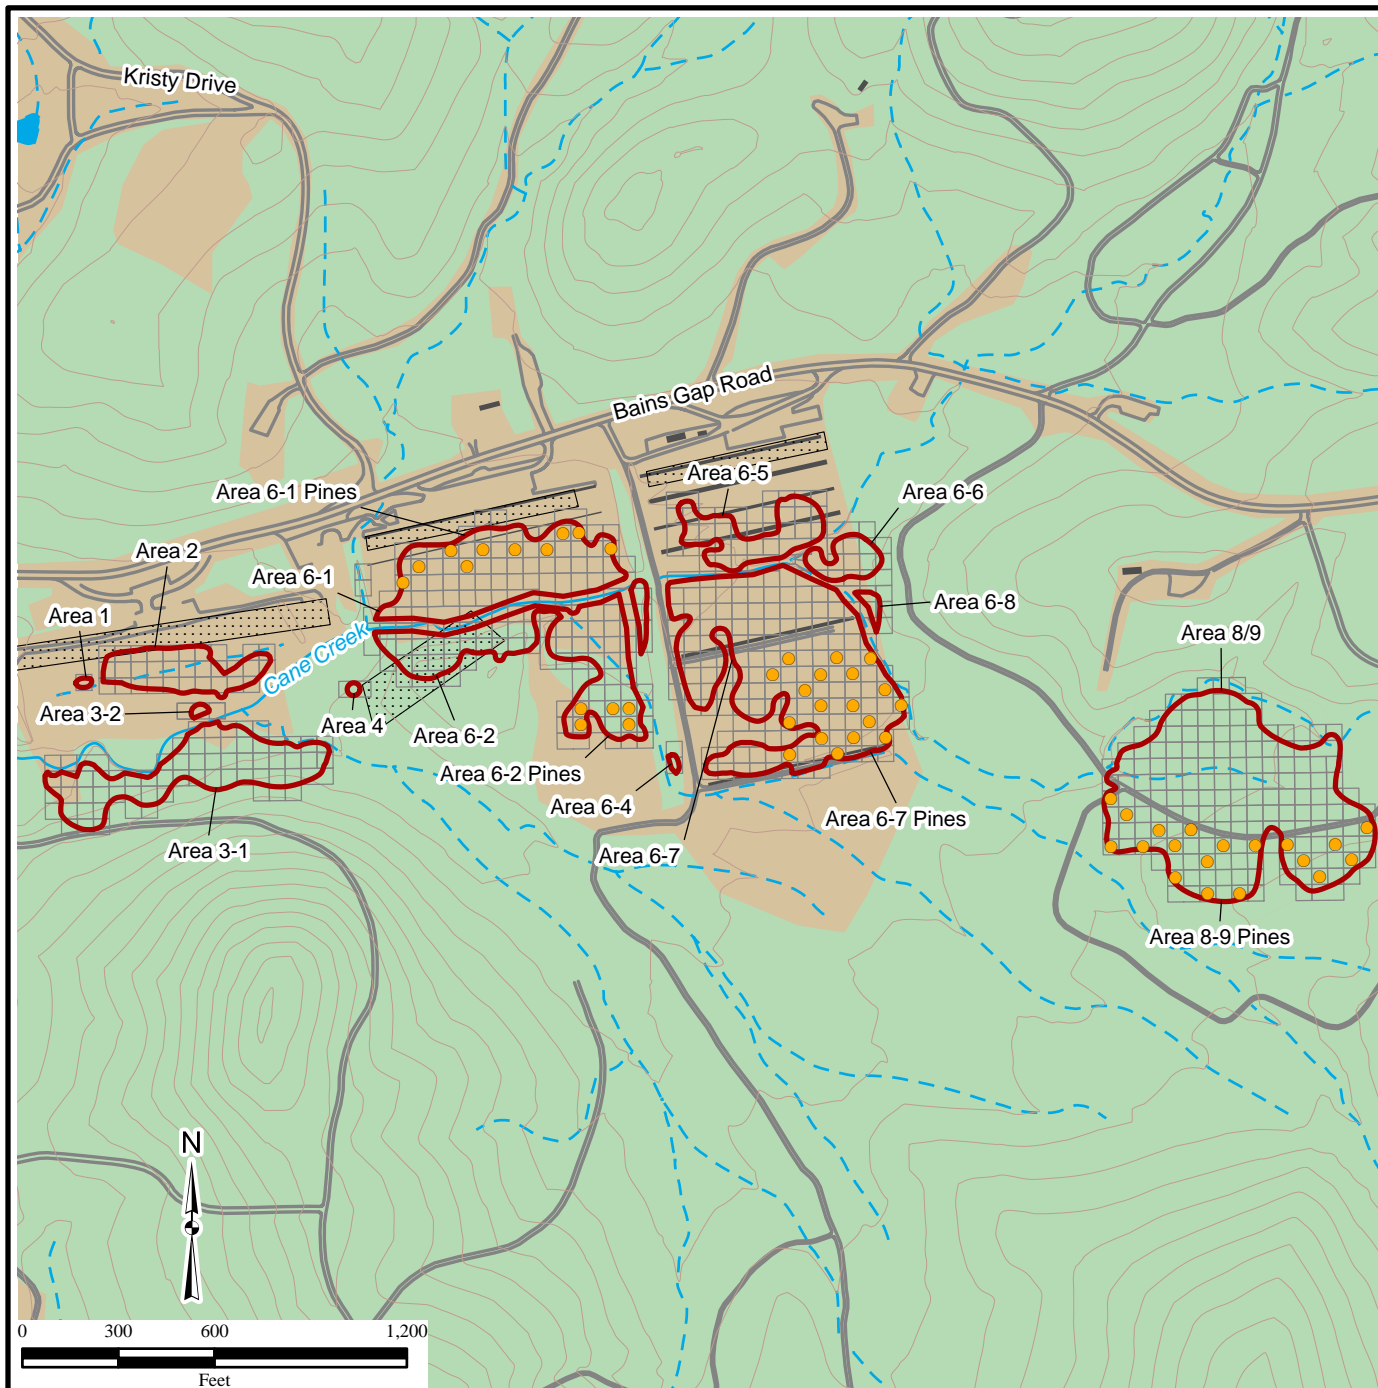 Kristy Drive
Bains Gap Road
Area 6-5
Area 6-1 Pines
Area 6-6
Area 2
Area 6-1
Area 1
Area 6-8
Area 8/9
Cane Creek
Area 3-2
Area 4
Area 6-2
Area 6-2 Pines
Area 6-4
Area 6-7 Pines
Area 3-1
Area 6-7
Area 8-9 Pines
N
0 300 600 1,200
Feet